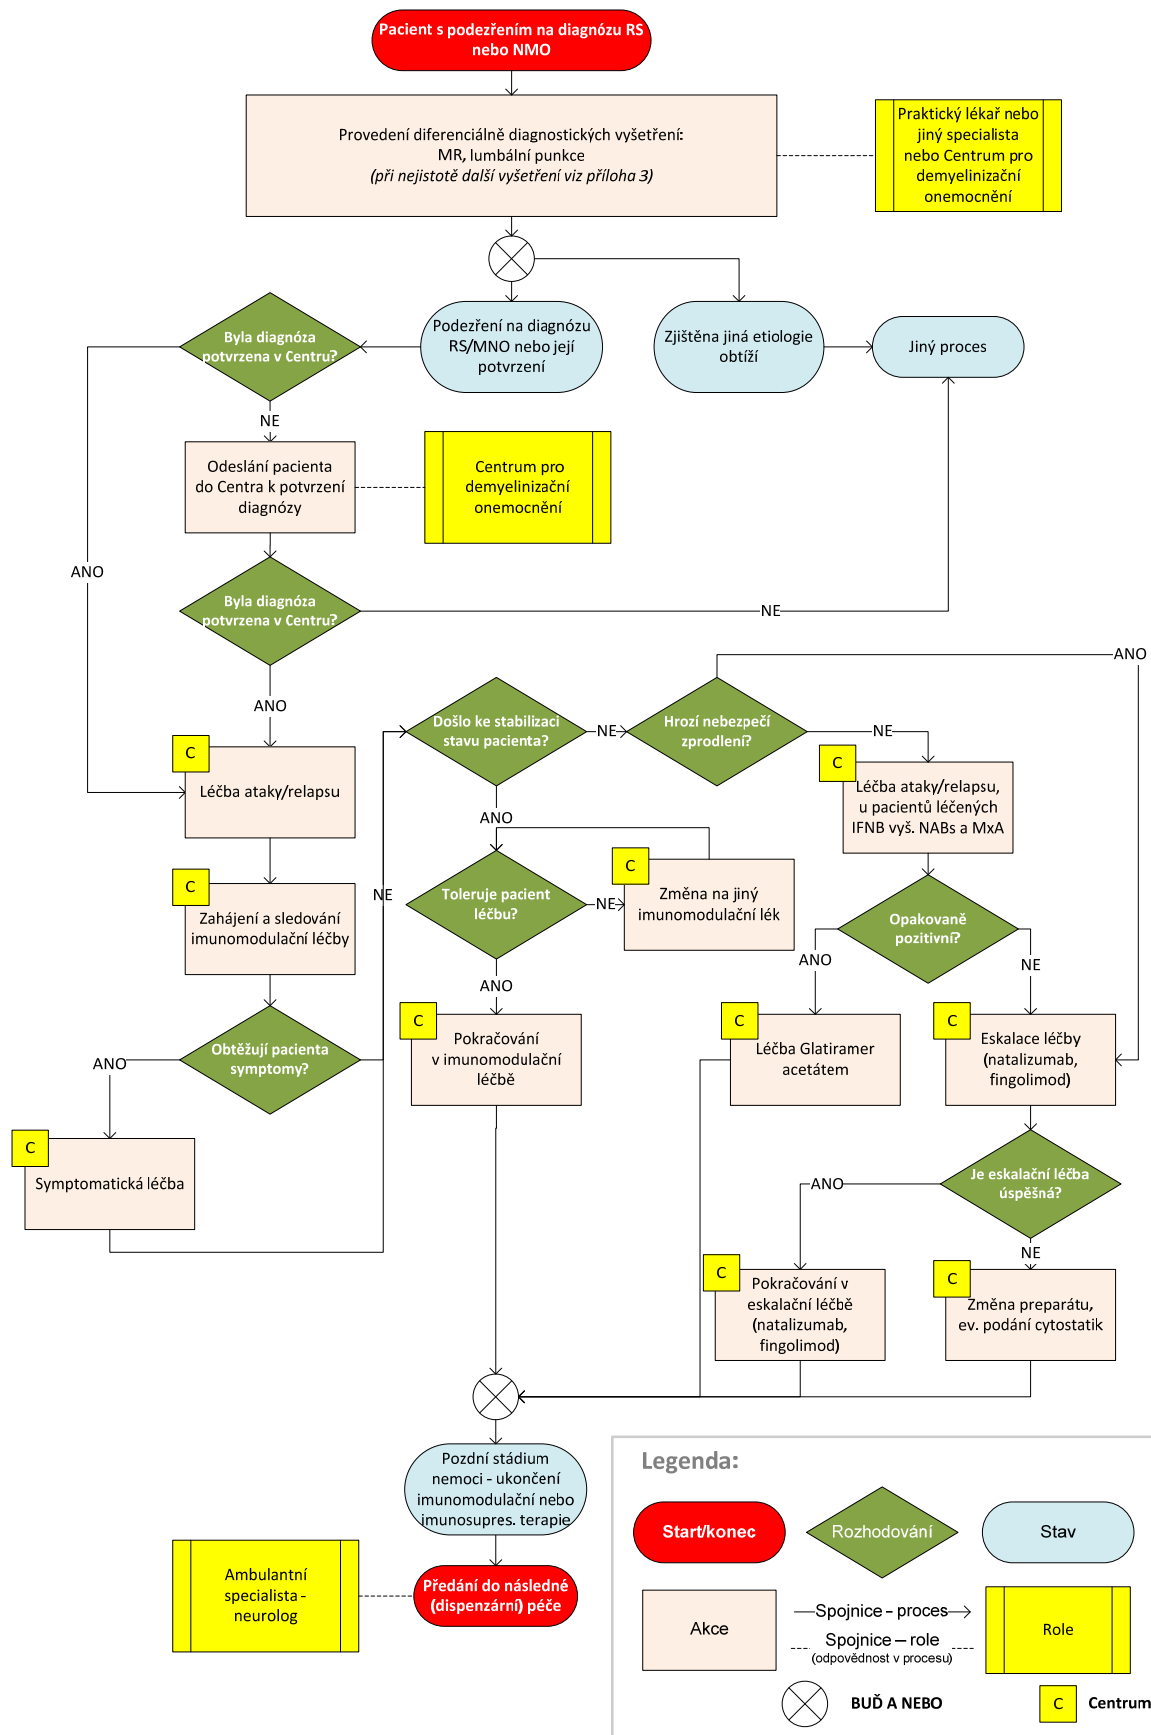 Pacient s podezřením na diagnózu RS
nebo NMO
Provedení diferenciálně diagnostických vyšetření:
MR, lumbální punkce
(při nejistotě další vyšetření viz příloha 3)
Praktický lékař nebo
jiný specialista
nebo Centrum pro
demyelinizační
onemocnění
Byla diagnóza
potvrzena v Centru?
Podezření na diagnózu
RS/MNO nebo její
potvrzení
Zjištěna jiná etiologie
obtíží
Jiný proces
NE
Odeslání pacienta
do Centra k potvrzení
diagnózy
Centrum pro
demyelinizační
onemocnění
ANO
Byla diagnóza
potvrzena v Centru?
NE
ANO
ANO
Došlo ke stabilizaci
stavu pacienta?
NE
Hrozí nebezpečí
zprodlení?
NE
C
Léčba ataky/relapsu
C
Léčba ataky/relapsu,
u pacientů léčených
IFNB vyš. NABs a MxA
ANO
C
Zahájení a sledování
imunomodulační léčby
NE
Toleruje pacient
léčbu?
NE
C
Změna na jiný
imunomodulační lék
Opakovaně
pozitivní?
ANO
NE
ANO
C
Pokračování
v imunomodulační
léčbě
C
Léčba Glatiramer
acetátem
C
Eskalace léčby
(natalizumab,
fingolimod)
Obtěžují pacienta
symptomy?
ANO
C
Symptomatická léčba
Je eskalační léčba
úspěšná?
ANO
NE
C
Pokračování v
eskalační léčbě
(natalizumab,
fingolimod)
C
Změna preparátu,
ev. podání cytostatik
Pozdní stádium
nemoci - ukončení
imunomodulační nebo
imunosupres. terapie
Ambulantní
specialista -
neurolog
Předání do následné
(dispenzární) péče
Legenda:
Start/konec
Rozhodování
Stav
Akce
Spojnice - proces
Spojnice – role
(odpovědnost v procesu)
Role
BUĎ A NEBO
C
Centrum